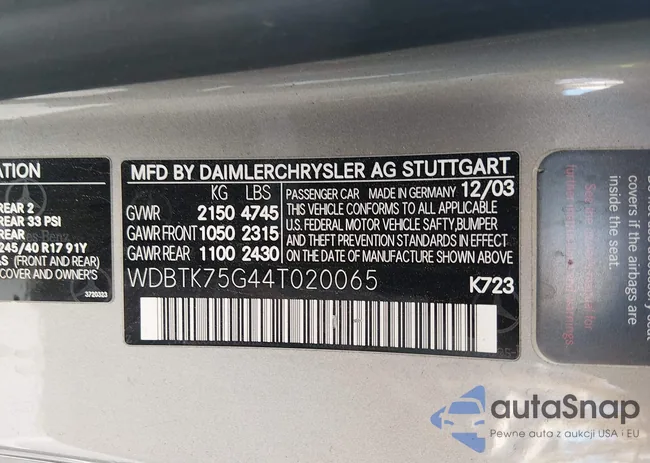 ATION
REAR 2
REAR 33 PSI
REAR
245/40 R17 91Y
S (FRONT AND REAR)
CE COVER AND OWNER'S
3720323
MFD BY DAIMLERCHRYSLER AG STUTTGART
KG LBS
GVWR 2150 4745
GAWR FRONT 1050 2315
GAWR REAR 1100 2430
PASSENGER CAR MADE IN GERMANY 12/03
THIS VEHICLE CONFORMS TO ALL APPLICABLE
U.S. FEDERAL MOTOR VEHICLE SAFTY,BUMPER
AND THEFT PREVENTION STANDARDS IN EFFECT
ON THE DATE OF MANUFACTURE SHOWN ABOVE
WDBTK75G44T020065
K723
covers if the airbags
inside the seat.
autoSnap
Pewne auta z aukcji USA i EU